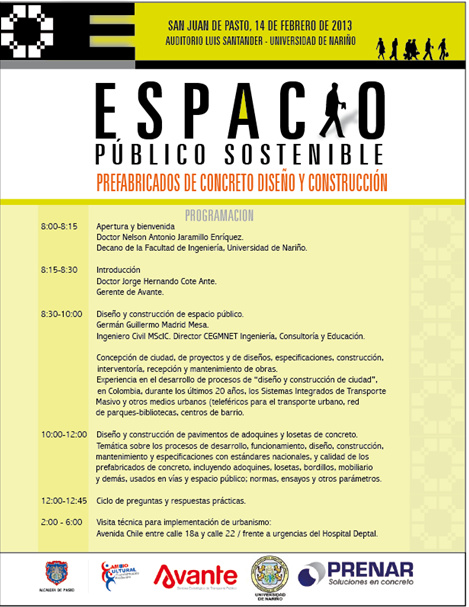 SAN JUAN DE PASTO, 14 DE FEBRERO DE 2013
AUDITORIO LUIS SANTANDER - UNIVERSIDAD DE NARIÑO
ESPACIO
PÚBLICO SOSTENIBLE
PREFABRICADOS DE CONCRETO DISEÑO Y CONSTRUCCIÓN
PROGRAMACION
8:00-8:15 Apertura y bienvenida
Doctor Nelson Antonio Jaramillo Enríquez.
Decano de la Facultad de Ingeniería, Universidad de Nariño.
8:15-8:30 Introducción
Doctor Jorge Hernando Cote Ante.
Gerente de Avante.
8:30-10:00 Diseño y construcción de espacio público.
Germán Guillermo Madrid Mesa.
Ingeniero Civil MScIC. Director CEGMNET Ingeniería, Consultoría y Educación.
Concepción de ciudad, de proyectos y de diseños, especificaciones, construcción,
interventoría, recepción y mantenimiento de obras.
Experiencia en el desarrollo de procesos de "diseño y construcción de ciudad",
en Colombia, durante los últimos 20 años, los Sistemas Integrados de Transporte
Masivo y otros medios urbanos (teleféricos para el transporte urbano, red
de parques-bibliotecas, centros de barrio.
10:00-12:00 Diseño y construcción de pavimentos de adoquines y losetas de concreto.
Temática sobre los procesos de desarrollo, funcionamiento, diseño, construcción,
mantenimiento y especificaciones con estándares nacionales, y calidad de los
prefabricados de concreto, incluyendo adoquines, losetas, bordillos, mobiliario
y demás, usados en vías y espacio público; normas, ensayos y otros parámetros.
12:00-12:45 Ciclo de preguntas y respuestas prácticas.
2:00 - 6:00 Visita técnica para implementación de urbanismo:
Avenida Chile entre calle 18a y calle 22 / frente a urgencias del Hospital Deptal.
ALCALDÍA DE PASTO
CAMBIO
CULTURAL
Avante
UNIVERSIDAD
DE NARIÑO
PRENAR
Soluciones en concreto